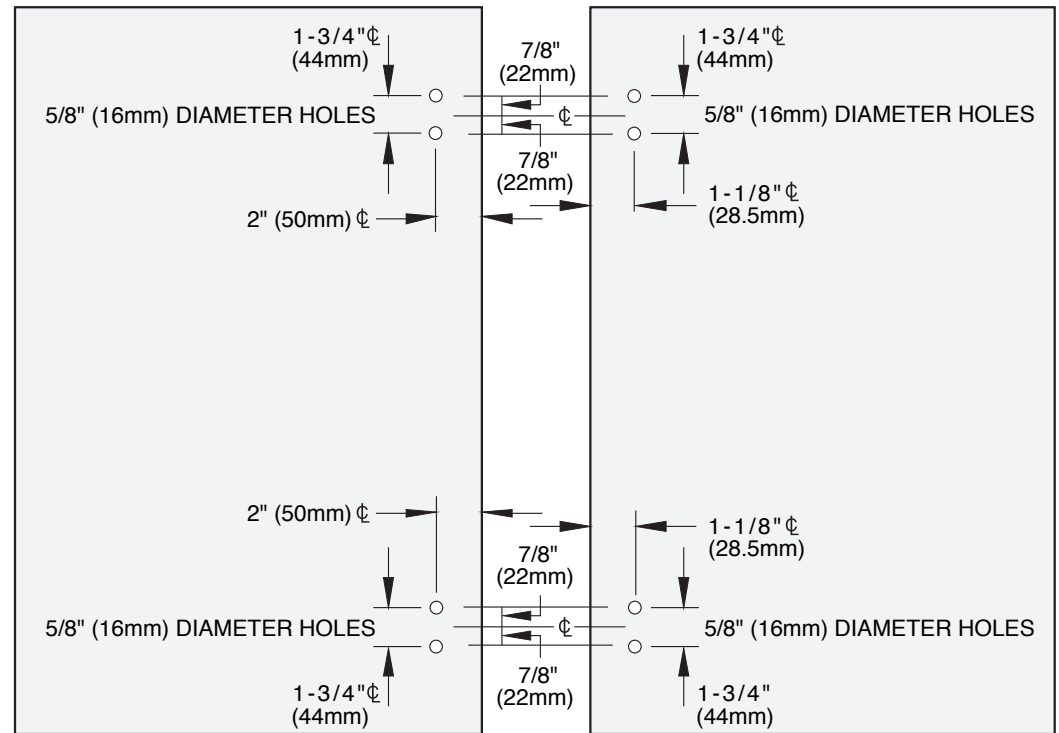 1-3/4"℄
(44mm)
7/8"
(22mm)
1-3/4"℄
(44mm)
5/8" (16mm) DIAMETER HOLES
℄
5/8" (16mm) DIAMETER HOLES
7/8"
(22mm)
2" (50mm) ℄
1-1/8" ℄
(28.5mm)
2" (50mm) ℄
1-1/8" ℄
(28.5mm)
7/8"
(22mm)
5/8" (16mm) DIAMETER HOLES
℄
5/8" (16mm) DIAMETER HOLES
7/8"
(22mm)
1-3/4"℄
(44mm)
1-3/4"
(44mm)